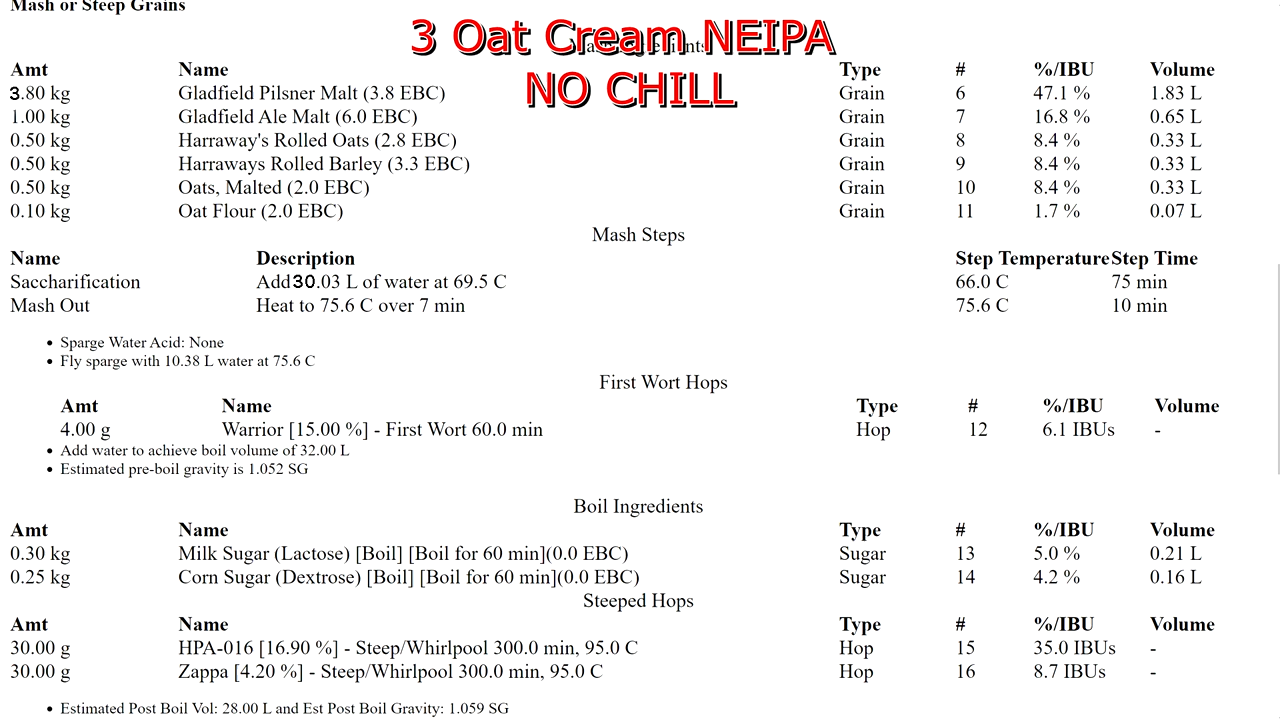 Mash or Steep Grains
3 Oat Cream NEIPA
NO CHILL
Amt Name Type # %/IBU Volume
3.80 kg Gladfield Pilsner Malt (3.8 EBC) Grain 6 47.1 % 1.83 L
1.00 kg Gladfield Ale Malt (6.0 EBC) Grain 7 16.8 % 0.65 L
0.50 kg Harraway's Rolled Oats (2.8 EBC) Grain 8 8.4 % 0.33 L
0.50 kg Harraways Rolled Barley (3.3 EBC) Grain 9 8.4 % 0.33 L
0.50 kg Oats, Malted (2.0 EBC) Grain 10 8.4 % 0.33 L
0.10 kg Oat Flour (2.0 EBC) Grain 11 1.7 % 0.07 L
Mash Steps
Name Description Step Temperature Step Time
Saccharification Add 30.03 L of water at 69.5 C 66.0 C 75 min
Mash Out Heat to 75.6 C over 7 min 75.6 C 10 min
• Sparge Water Acid: None
• Fly sparge with 10.38 L water at 75.6 C
First Wort Hops
Amt Name Type # %/IBU Volume
4.00 g Warrior [15.00 %] - First Wort 60.0 min Hop 12 6.1 IBUs -
• Add water to achieve boil volume of 32.00 L
• Estimated pre-boil gravity is 1.052 SG
Boil Ingredients
Amt Name Type # %/IBU Volume
0.30 kg Milk Sugar (Lactose) [Boil] [Boil for 60 min](0.0 EBC) Sugar 13 5.0 % 0.21 L
0.25 kg Corn Sugar (Dextrose) [Boil] [Boil for 60 min](0.0 EBC) Sugar 14 4.2 % 0.16 L
Steeped Hops
Amt Name Type # %/IBU Volume
30.00 g HPA-016 [16.90 %] - Steep/Whirlpool 300.0 min, 95.0 C Hop 15 35.0 IBUs -
30.00 g Zappa [4.20 %] - Steep/Whirlpool 300.0 min, 95.0 C Hop 16 8.7 IBUs -
• Estimated Post Boil Vol: 28.00 L and Est Post Boil Gravity: 1.059 SG